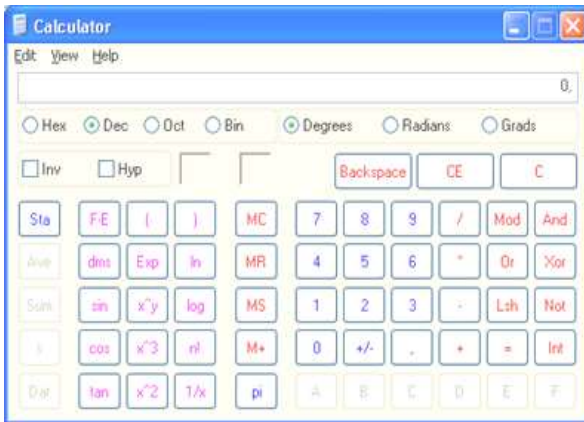 Calculator
Edit View Help
0,
Hex Dec Oct Bin Degrees Radians Grads
Inv Hyp Backspace CE C
Sta F-E ( ) MC 7 8 9 / Mod And
Ave dms Exp ln MR 4 5 6 * Or Xor
Sum sin x^y log MS 1 2 3 - Lsh Not
s cos x^3 n! M+ 0 +/- , + = Int
Dat tan x^2 1/x pi A B C D E F